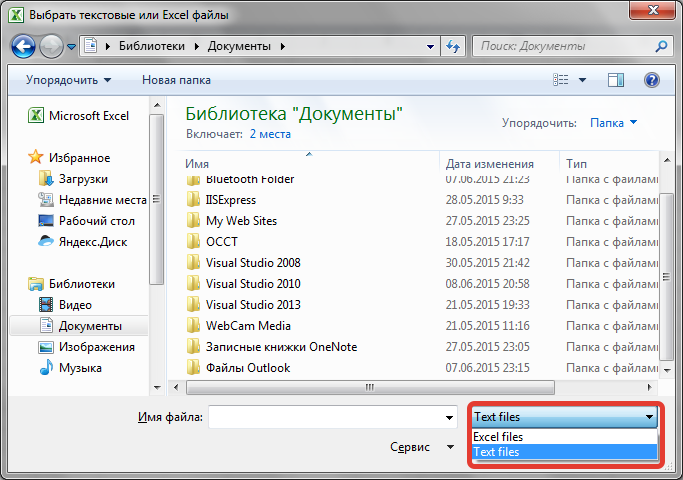 Выбрать текстовые или Excel файлы
Библиотеки ▸ Документы ▸
Поиск: Документы
Упорядочить
Новая папка
Microsoft Excel
Избранное
Загрузки
Недавние места
Рабочий стол
Яндекс.Диск
Библиотеки
Видео
Документы
Изображения
Музыка
Библиотека "Документы"
Включает: 2 места
Упорядочить: Папка
Имя Дата изменения Тип
Bluetooth Folder 07.06.2015 21:23 Папка с файлами
IISExpress 28.05.2015 9:33 Папка с файлами
My Web Sites 27.05.2015 23:25 Папка с файлами
OCCT 18.05.2015 17:17 Папка с файлами
Visual Studio 2008 30.05.2015 21:42 Папка с файлами
Visual Studio 2010 08.06.2015 20:58 Папка с файлами
Visual Studio 2013 21.05.2015 19:33 Папка с файлами
WebCam Media 21.05.2015 11:16 Папка с файлами
Записные книжки OneNote 27.05.2015 23:05 Папка с файлами
Файлы Outlook 07.06.2015 23:15 Папка с файлами
Имя файла:
Text files
Excel files
Text files
Сервис